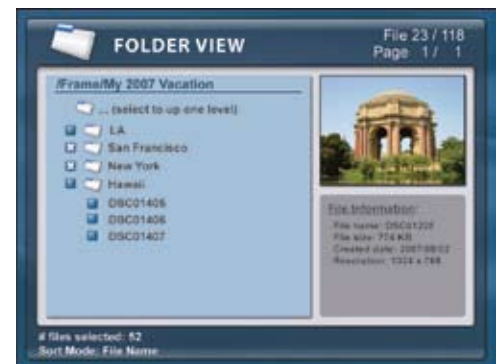 FOLDER VIEW
File 23 / 118
Page 1 / 1
/Frame/My 2007 Vacation
... (select to up one level)
LA
San Francisco
New York
Hawaii
DSC01405
DSC01406
DSC01407
File Information:
File name: DSC01205
File size: 774 KB
Created date: 2007/08/02
Resolution: 1024 x 768
# files selected: 52
Sort Mode: File Name